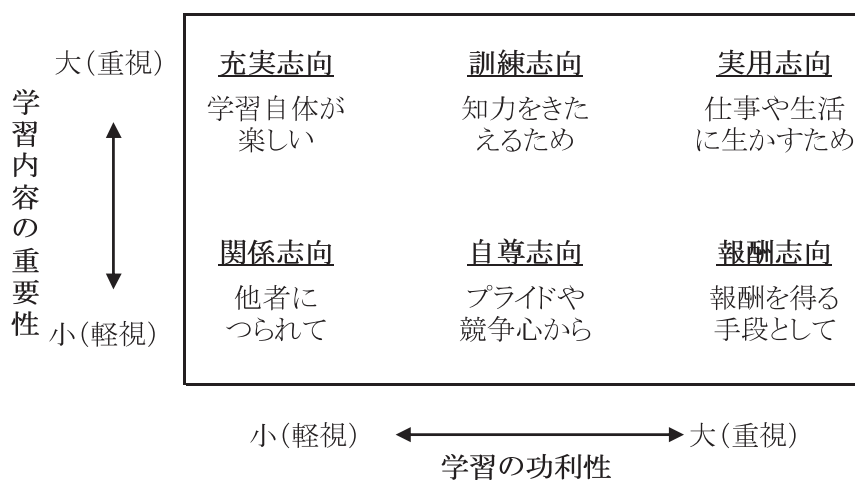 大(重視)
学習内容の重要性
小(軽視)
充実志向
学習自体が
楽しい
訓練志向
知力をきた
えるため
実用志向
仕事や生活
に生かすため
関係志向
他者に
つられて
自尊志向
プライドや
競争心から
報酬志向
報酬を得る
手段として
小(軽視)
大(重視)
学習の功利性